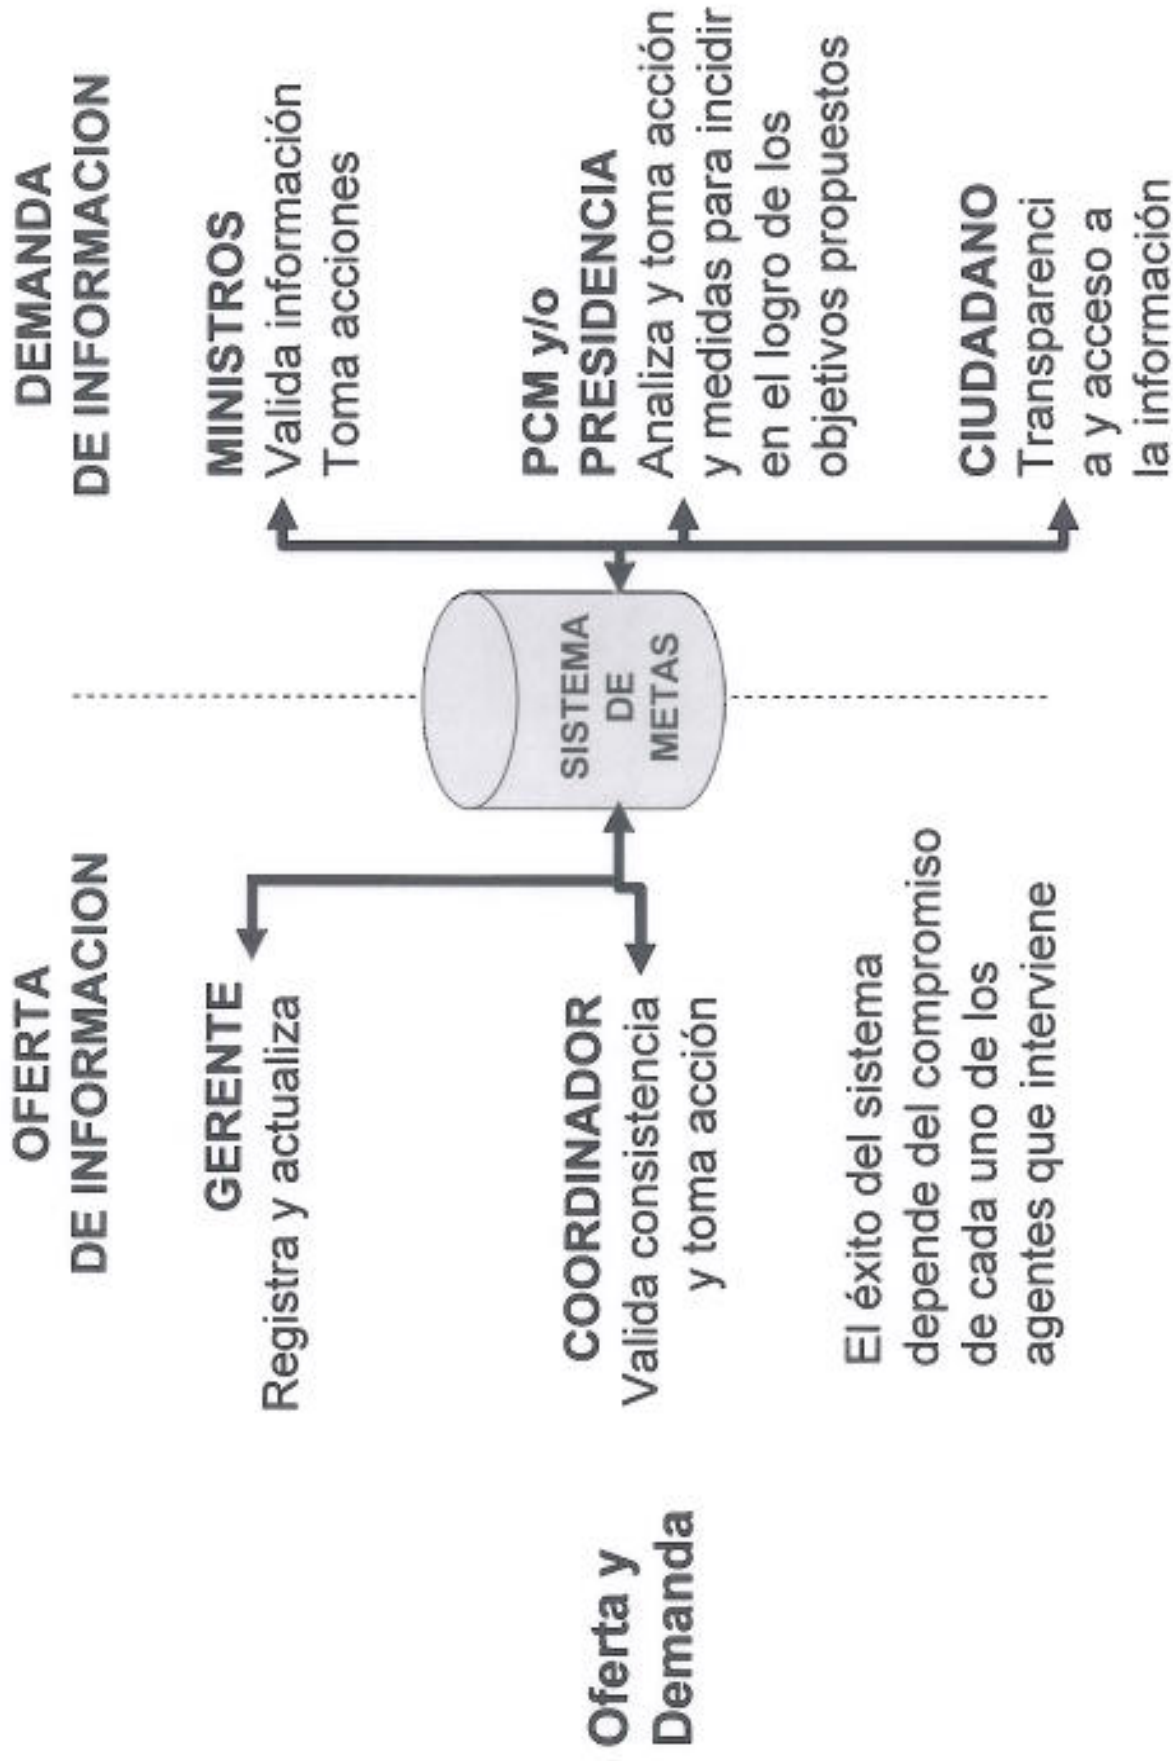 Oferta y
Demanda
OFERTA
DE INFORMACION
GERENTE
Registra y actualiza
COORDINADOR
Valida consistencia
y toma acción
El éxito del sistema
depende del compromiso
de cada uno de los
agentes que interviene
SISTEMA
DE
METAS
DEMANDA
DE INFORMACION
MINISTROS
Valida información
Toma acciones
PCM y/o
PRESIDENCIA
Analiza y toma acción
y medidas para incidir
en el logro de los
objetivos propuestos
CIUDADANO
Transparenci
a y acceso a
la información